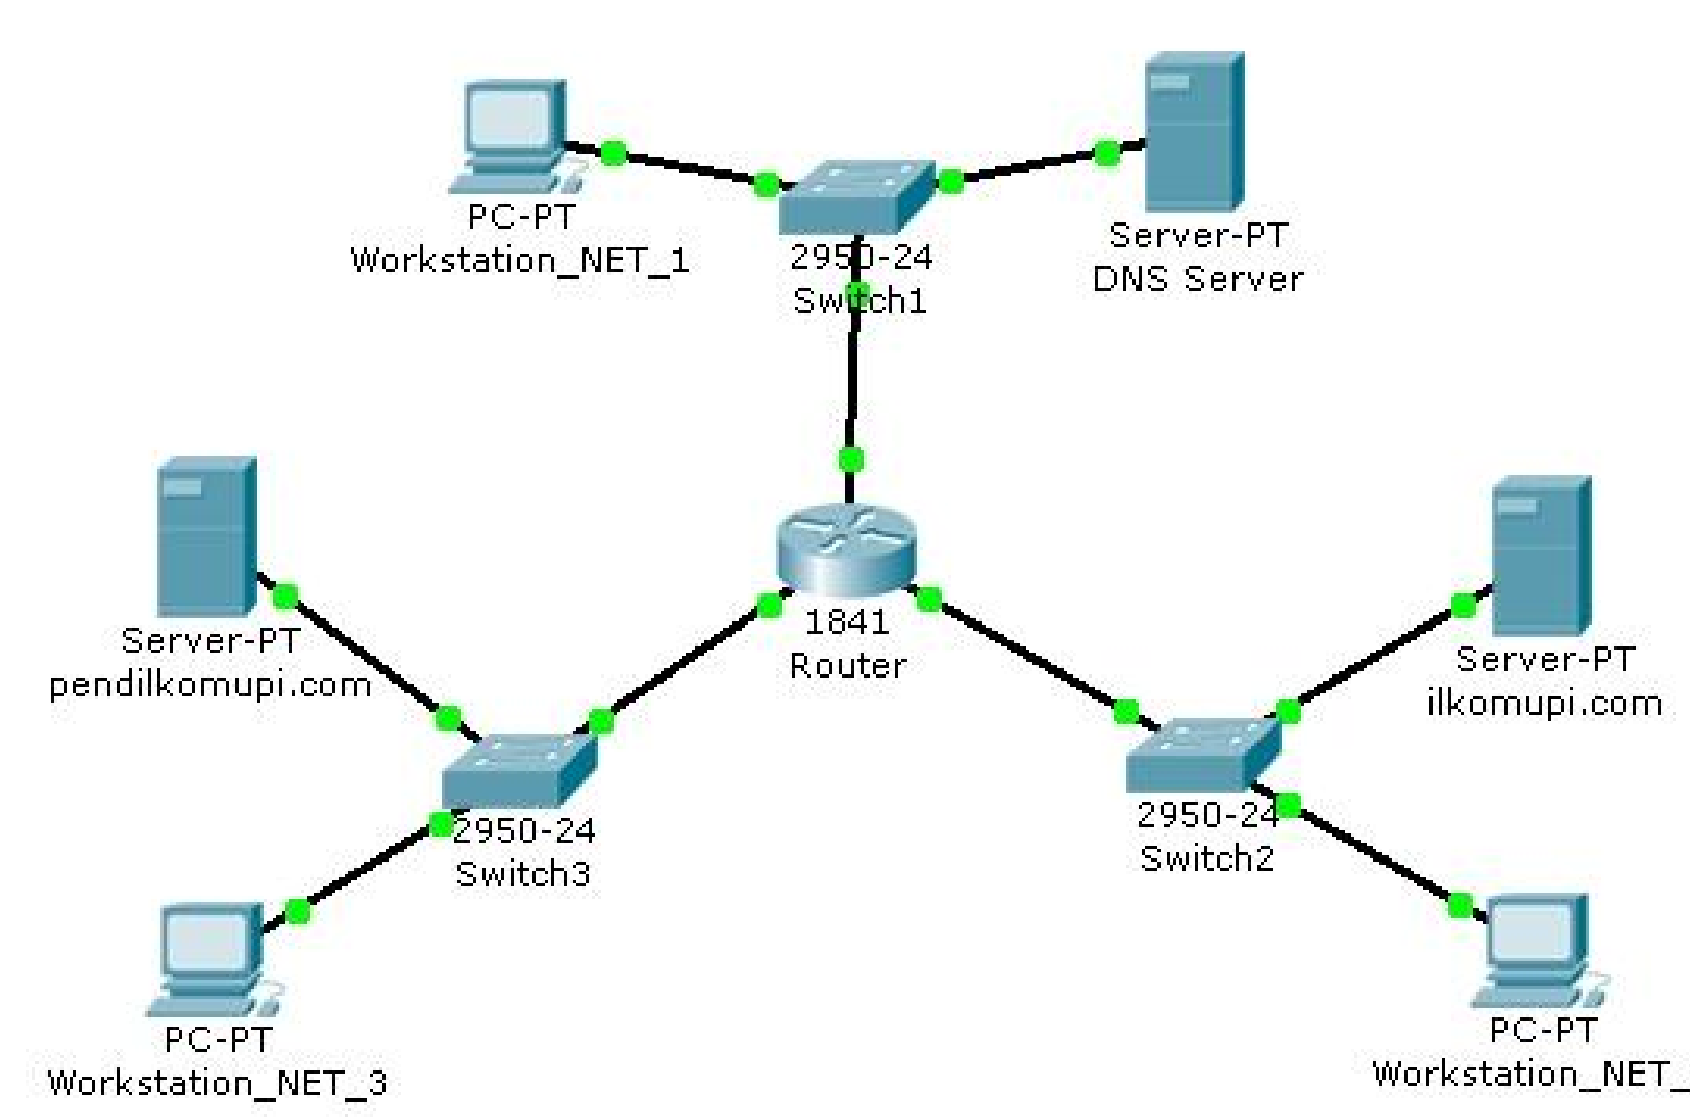 PC-PT
Workstation_NET_1
2950-24
Switch1
Server-PT
DNS Server
Server-PT
pendilkomupi.com
1841
Router
Server-PT
ilkomupi.com
2950-24
Switch3
2950-24
Switch2
PC-PT
Workstation_NET_3
PC-PT
Workstation_NET_